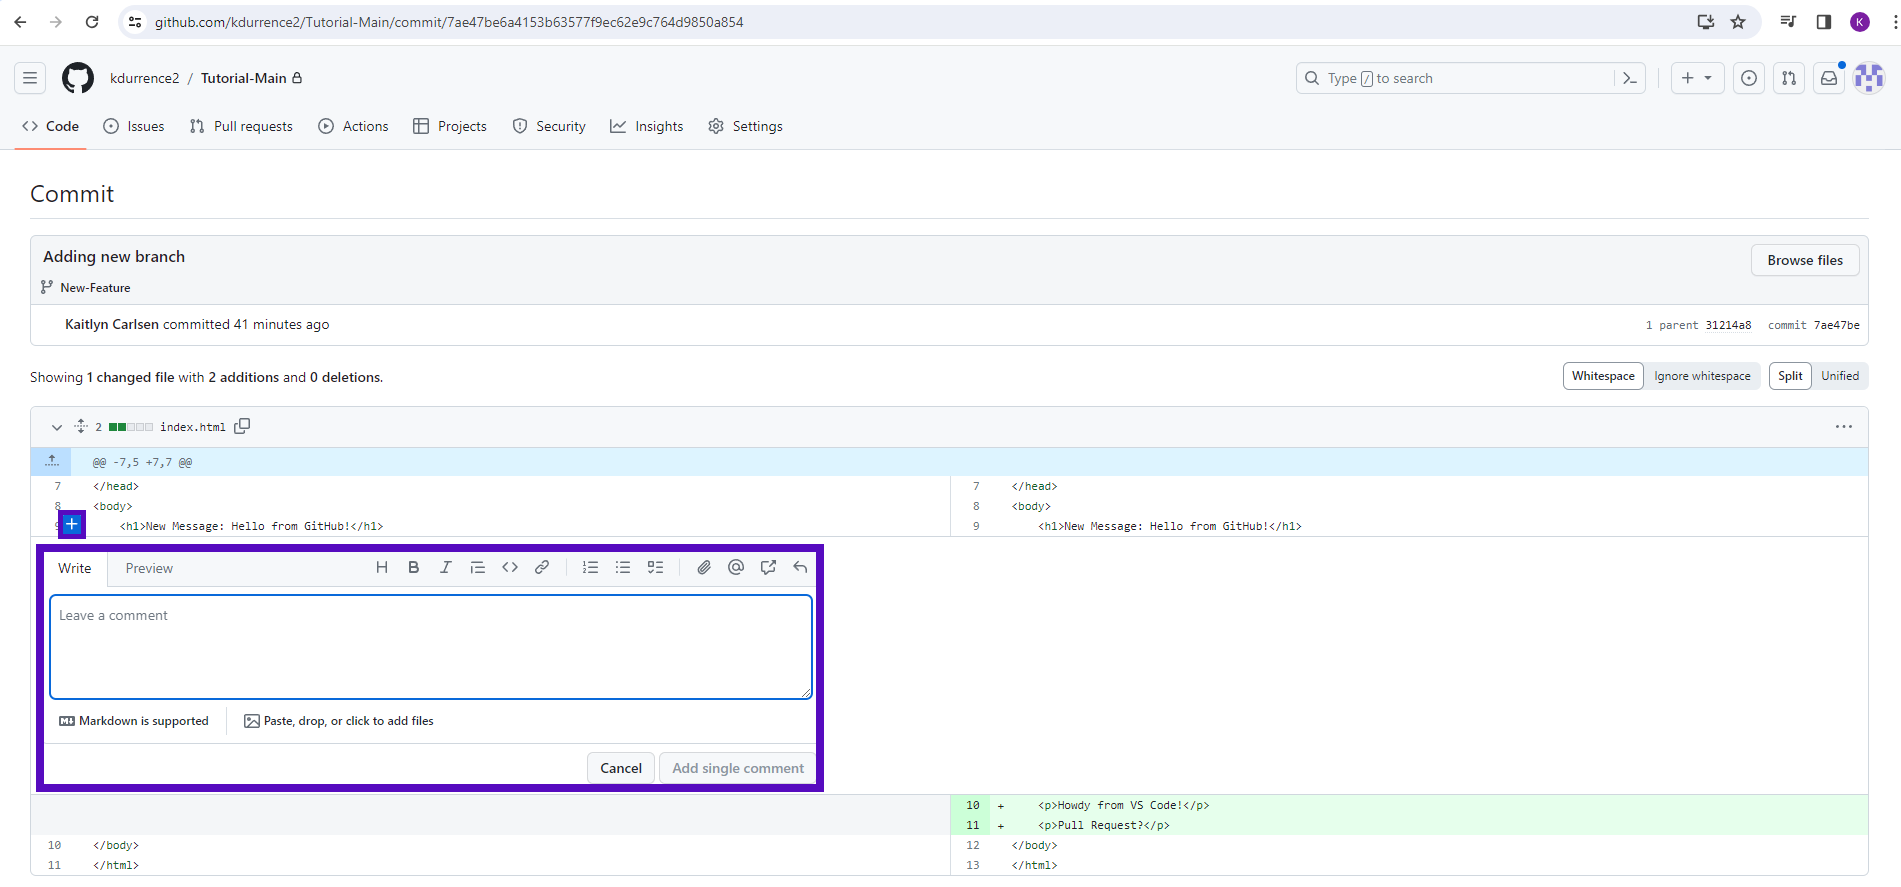 github.com/kdurrence2/Tutorial-Main/commit/7ae47be6a4153b63577f9ec62e9c764d9850a854
K
kdurrence2 / Tutorial-Main
Type / to search
Code Issues Pull requests Actions Projects Security Insights Settings
Commit
Adding new branch
Browse files
New-Feature
Kaitlyn Carlsen committed 41 minutes ago
1 parent 31214a8 commit 7ae47be
Showing 1 changed file with 2 additions and 0 deletions.
Whitespace Ignore whitespace Split Unified
2 index.html
@@ -7,5 +7,7 @@
7 </head> 7 </head>
8 <body> 8 <body>
9 <h1>New Message: Hello from GitHub!</h1> 9 <h1>New Message: Hello from GitHub!</h1>
Write Preview
Leave a comment
Markdown is supported Paste, drop, or click to add files
Cancel Add single comment
10 + <p>Howdy from VS Code!</p>
11 + <p>Pull Request?</p>
10 </body> 12 </body>
11 </html> 13 </html>